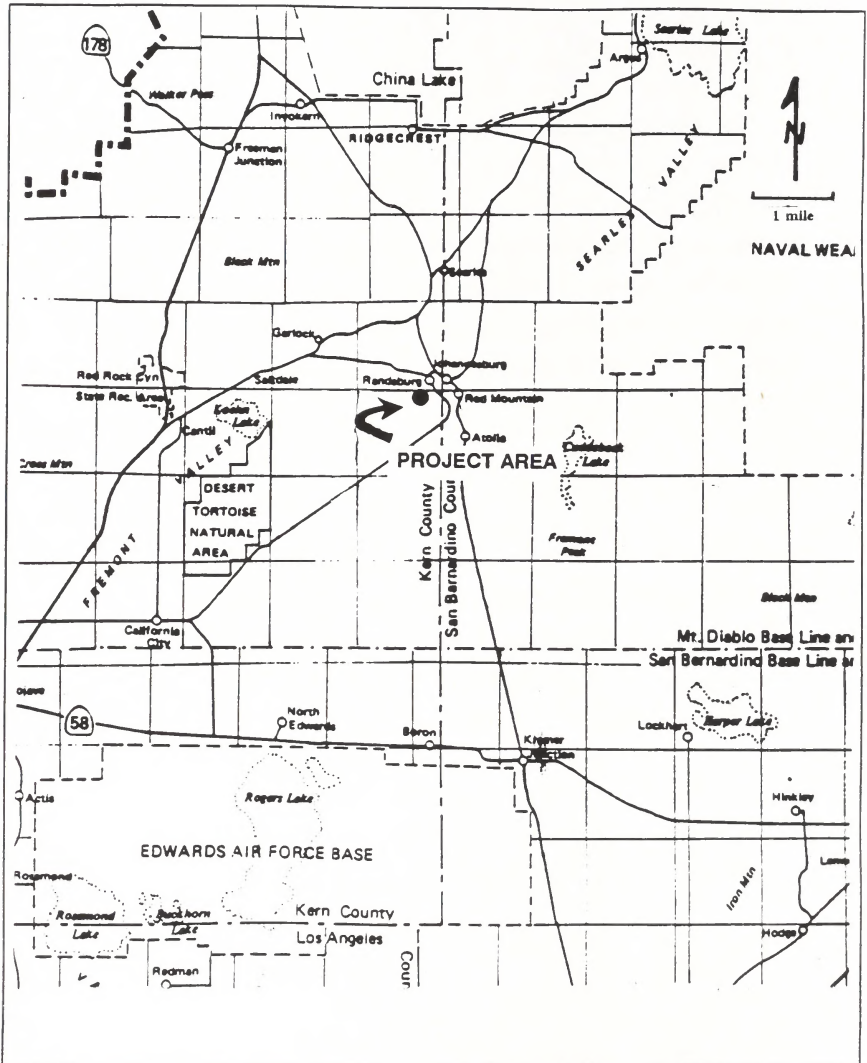 178
Walker Pass
Inyokern
China Lake
Searles Lake
Argus
RIDGECREST
Freeman
Junction
N
1 mile
SEARLES VALLEY
NAVAL WEA
Black Mtn
Searles
Garlock
Johannesburg
Red Rock Cyn
State Rec. Area
Saltdale
Randsburg
Red Mountain
Koehn
Lake
Cantil
Atolia
PROJECT AREA
Cuddeback
Lake
Cross Mtn
FREMONT VALLEY
DESERT
TORTOISE
NATURAL
AREA
Kern County
San Bernardino Coun
Fremont
Peak
Black Mtn
California
City
Mt. Diablo Base Line an
San Bernardino Base Line a
ojave
58
North
Edwards
Boron
Kramer
Junction
Lockhart
Harper Lake
Actis
Rogers Lake
Hinkley
EDWARDS AIR FORCE BASE
Rosamond
Iron Mtn
Rosamond
Lake
Buckhorn
Lake
Kern County
Los Angeles
Coun
Hodge
Redman